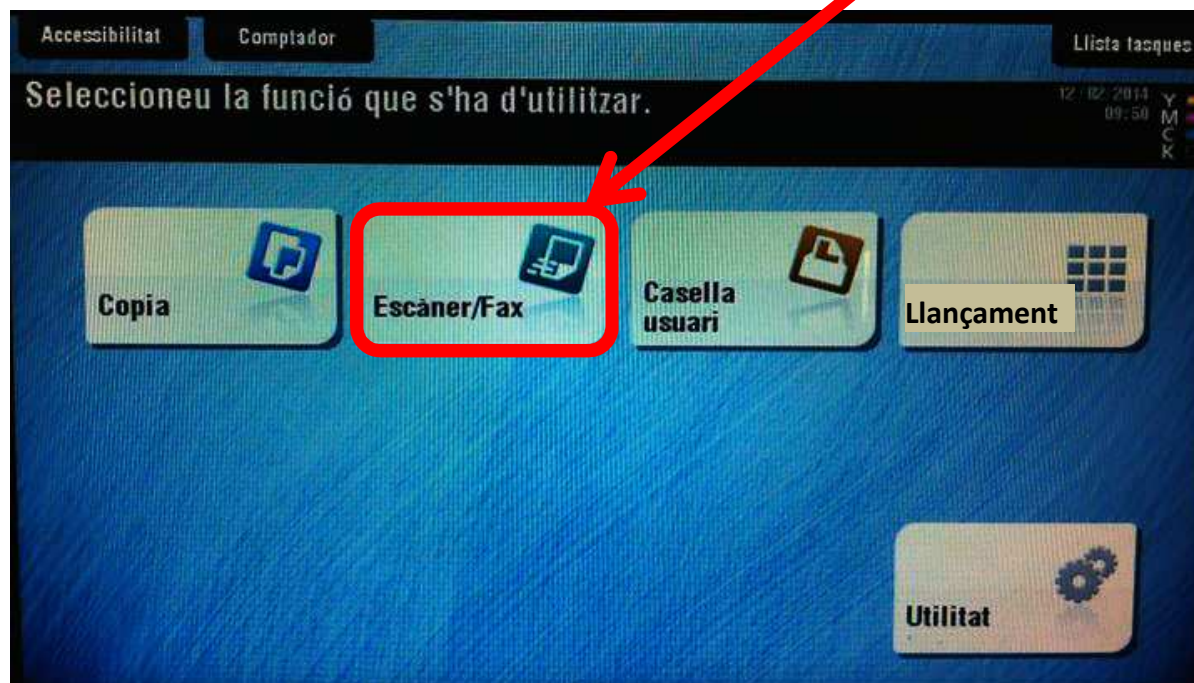 Accessibilitat Comptador Llista tasques
Seleccioneu la funció que s'ha d'utilitzar.
12/02/2014
09:50
Y
M
C
K
Copia
Escàner/Fax
Casella
usuari
Llançament
Utilitat